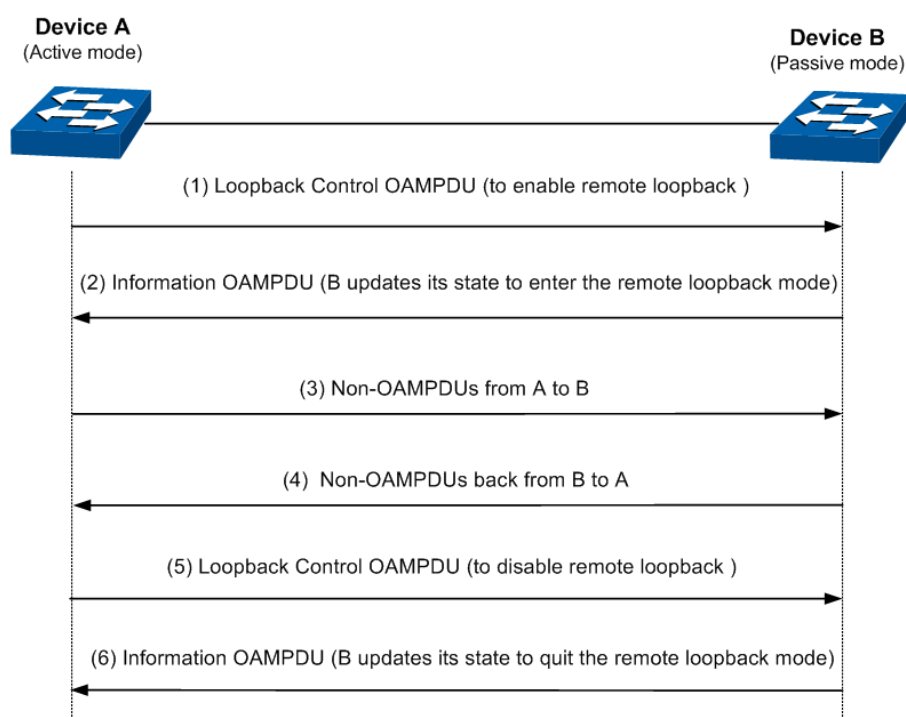 Device A
(Active mode)
Device B
(Passive mode)
(1) Loopback Control OAMPDU (to enable remote loopback )
(2) Information OAMPDU (B updates its state to enter the remote loopback mode)
(3) Non-OAMPDUs from A to B
(4) Non-OAMPDUs back from B to A
(5) Loopback Control OAMPDU (to disable remote loopback )
(6) Information OAMPDU (B updates its state to quit the remote loopback mode)